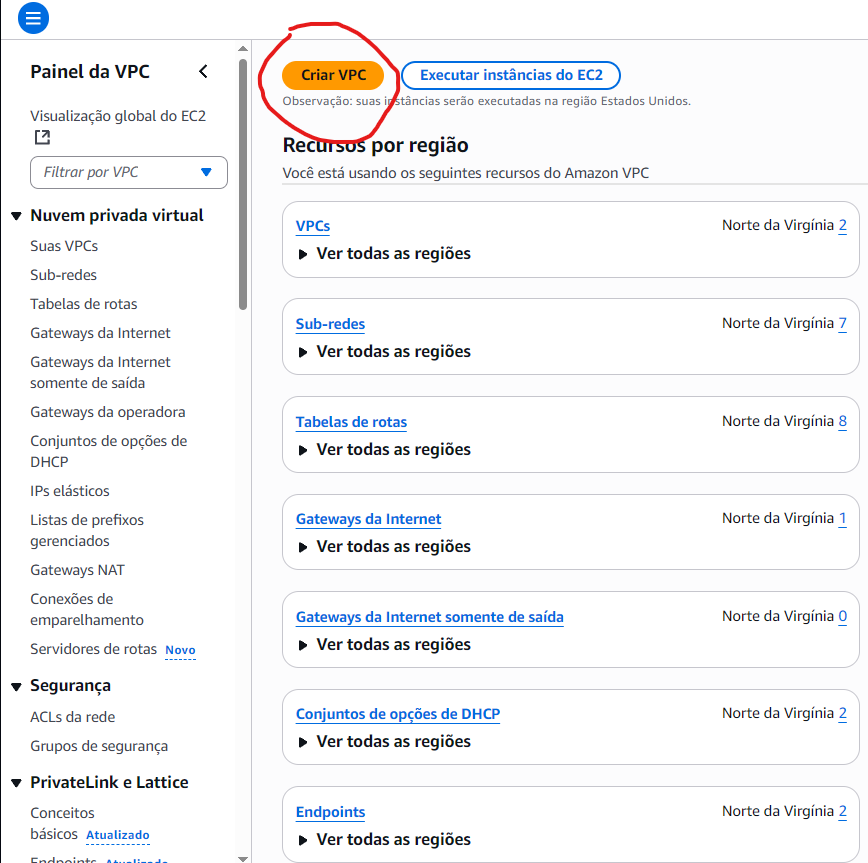 Painel da VPC
Visualização global do EC2
Filtrar por VPC
Nuvem privada virtual
Suas VPCs
Sub-redes
Tabelas de rotas
Gateways da Internet
Gateways da Internet
somente de saída
Gateways da operadora
Conjuntos de opções de
DHCP
IPs elásticos
Listas de prefixos
gerenciados
Gateways NAT
Conexões de
emparelhamento
Servidores de rotas Novo
Segurança
ACLs da rede
Grupos de segurança
PrivateLink e Lattice
Conceitos
básicos Atualizado
Endpoints Atualizado
Criar VPC
Executar instâncias do EC2
Observação: suas instâncias serão executadas na região Estados Unidos.
Recursos por região
Você está usando os seguintes recursos do Amazon VPC
VPCs Norte da Virgínia 2
Ver todas as regiões
Sub-redes Norte da Virgínia 7
Ver todas as regiões
Tabelas de rotas Norte da Virgínia 8
Ver todas as regiões
Gateways da Internet Norte da Virgínia 1
Ver todas as regiões
Gateways da Internet somente de saída Norte da Virgínia 0
Ver todas as regiões
Conjuntos de opções de DHCP Norte da Virgínia 2
Ver todas as regiões
Endpoints Norte da Virgínia 2
Ver todas as regiões